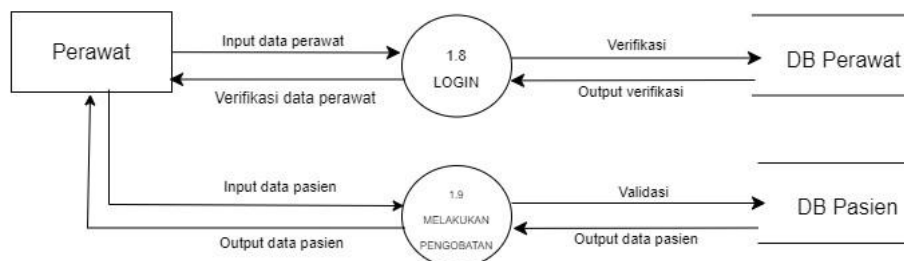 Perawat
Input data perawat
Verifikasi data perawat
1.8
LOGIN
Verifikasi
Output verifikasi
DB Perawat
Input data pasien
Output data pasien
1.9
MELAKUKAN
PENGOBATAN
Validasi
Output data pasien
DB Pasien